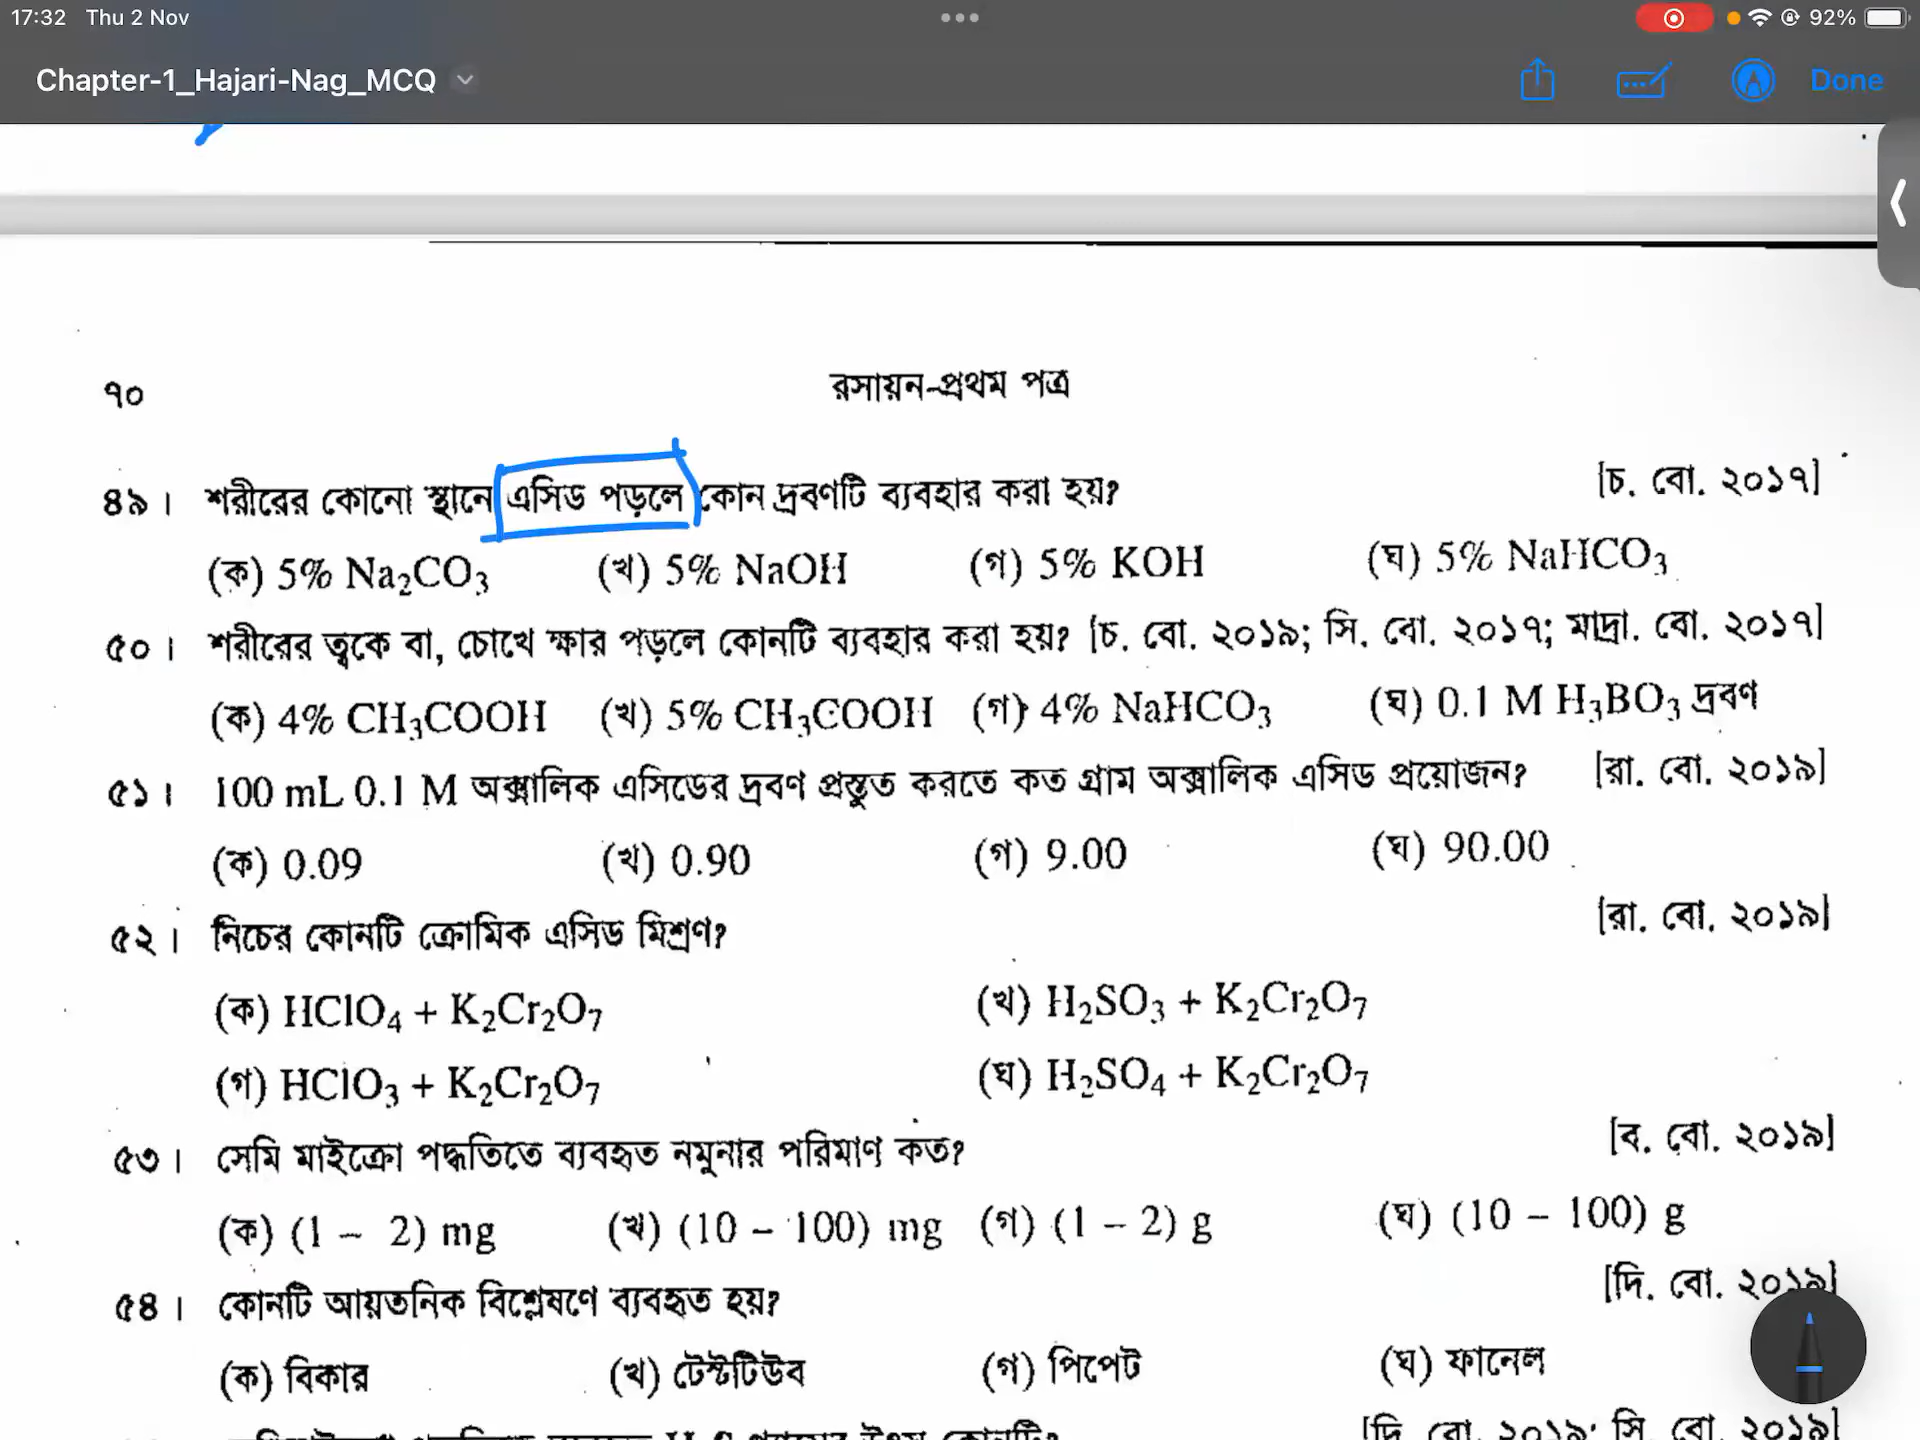 17:32 Thu 2 Nov
92%
Chapter-1_Hajari-Nag_MCQ
Done
৭০
রসায়ন-প্রথম পত্র
৪৯। শরীরের কোনো স্থানে এসিড পড়লে কোন দ্রবণটি ব্যবহার করা হয়? [চ. বো. ২০১৭]
(ক) 5% Na₂CO₃ (খ) 5% NaOH (গ) 5% KOH (ঘ) 5% NaHCO₃
৫০। শরীরের ত্বকে বা, চোখে ক্ষার পড়লে কোনটি ব্যবহার করা হয়? [চ. বো. ২০১৯; সি. বো. ২০১৭; মাদ্রা. বো. ২০১৭]
(ক) 4% CH₃COOH (খ) 5% CH₃COOH (গ) 4% NaHCO₃ (ঘ) 0.1 M H₃BO₃ দ্রবণ
৫১। 100 mL 0.1 M অক্সালিক এসিডের দ্রবণ প্রস্তুত করতে কত গ্রাম অক্সালিক এসিড প্রয়োজন? [রা. বো. ২০১৯]
(ক) 0.09 (খ) 0.90 (গ) 9.00 (ঘ) 90.00
৫২। নিচের কোনটি ক্রোমিক এসিড মিশ্রণ? [রা. বো. ২০১৯]
(ক) HClO₄ + K₂Cr₂O₇ (খ) H₂SO₃ + K₂Cr₂O₇
(গ) HClO₃ + K₂Cr₂O₇ (ঘ) H₂SO₄ + K₂Cr₂O₇
৫৩। সেমি মাইক্রো পদ্ধতিতে ব্যবহৃত নমুনার পরিমাণ কত? [ব. বো. ২০১৯]
(ক) (1 – 2) mg (খ) (10 – 100) mg (গ) (1 – 2) g (ঘ) (10 – 100) g
৫৪। কোনটি আয়তনিক বিশ্লেষণে ব্যবহৃত হয়? [দি. বো. ২০১৯]
(ক) বিকার (খ) টেস্টটিউব (গ) পিপেট (ঘ) ফানেল
[দি. বো. ২০১৯; সি. বো. ২০১৯]